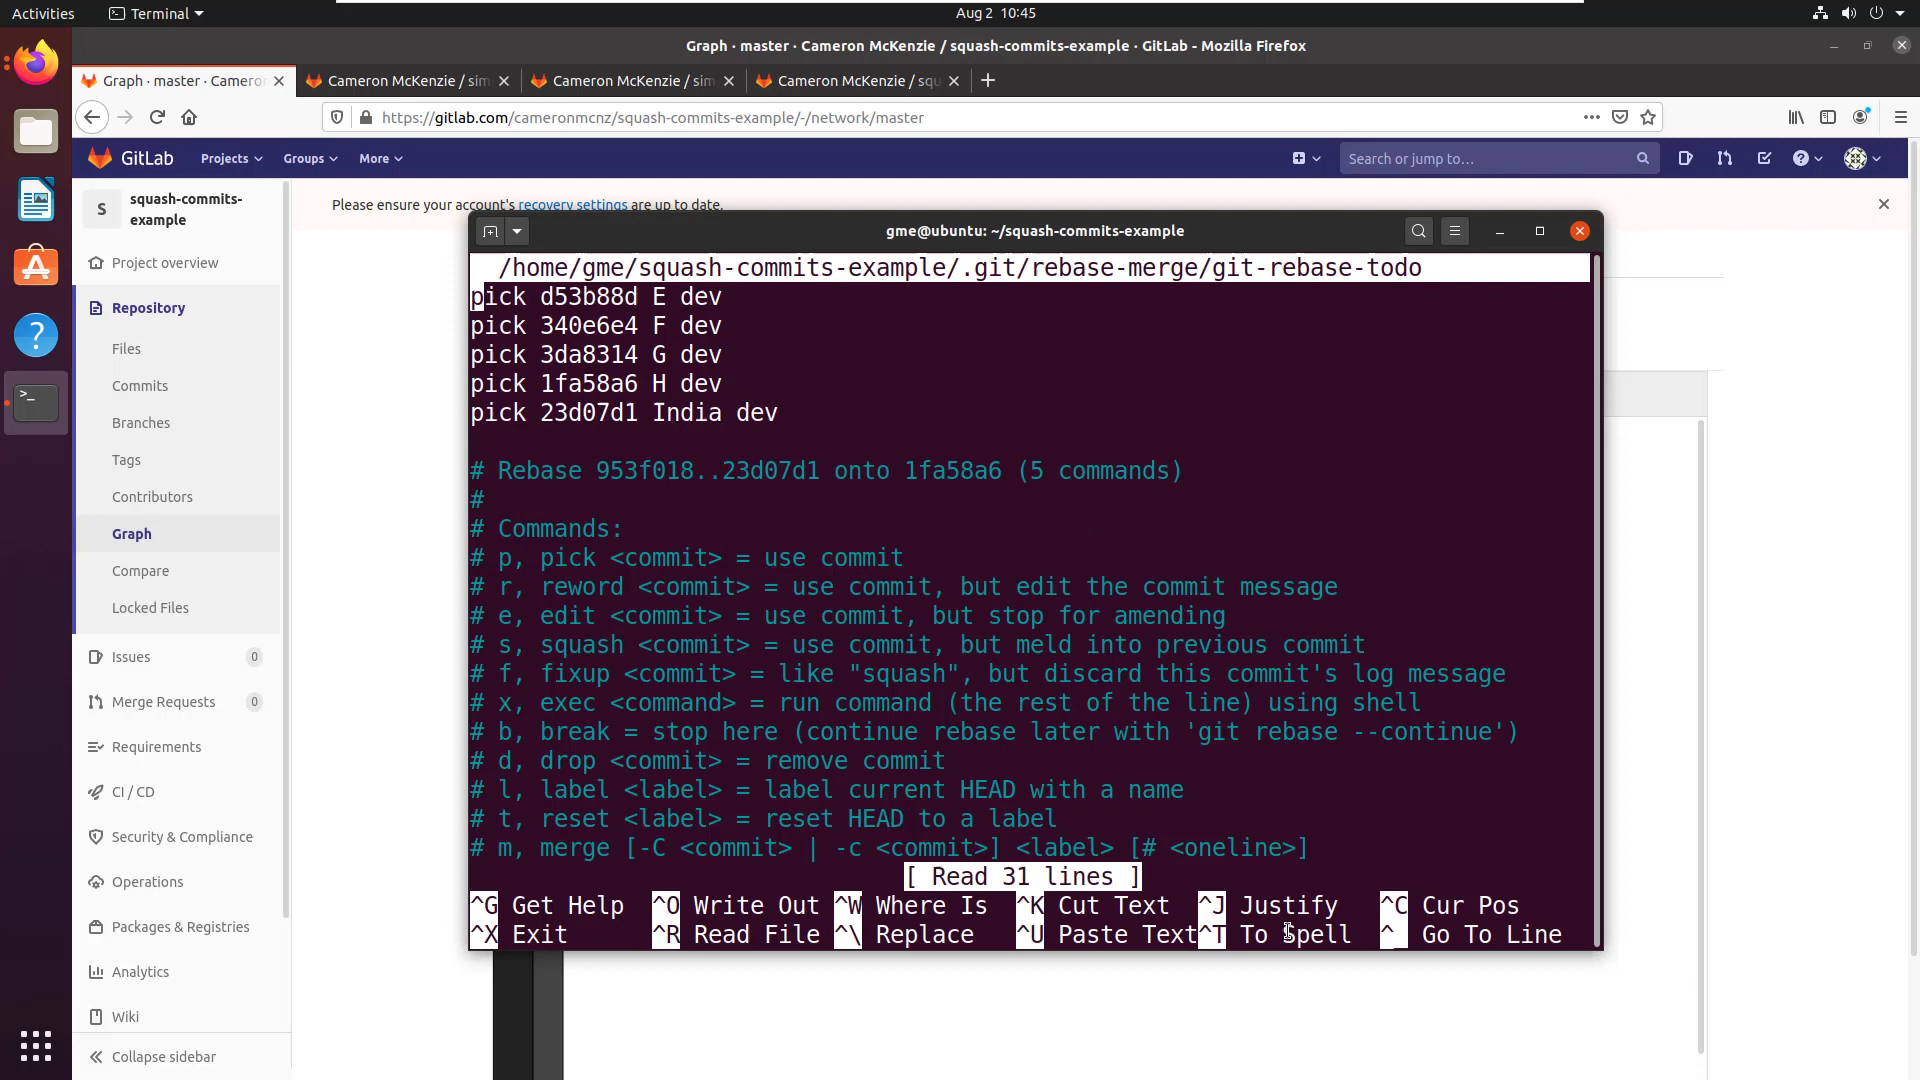 Activities
Terminal
Aug 2 10:45
Graph · master · Cameron McKenzie / squash-commits-example · GitLab - Mozilla Firefox
Graph · master · Camero
Cameron McKenzie / sim
Cameron McKenzie / sim
Cameron McKenzie / squ
https://gitlab.com/cameronmcnz/squash-commits-example/-/network/master
GitLab
Projects
Groups
More
Search or jump to…
S
squash-commits-
example
Project overview
Repository
Files
Commits
Branches
Tags
Contributors
Graph
Compare
Locked Files
Issues 0
Merge Requests 0
Requirements
CI / CD
Security & Compliance
Operations
Packages & Registries
Analytics
Wiki
Collapse sidebar
Please ensure your account's recovery settings are up to date.
gme@ubuntu: ~/squash-commits-example
/home/gme/squash-commits-example/.git/rebase-merge/git-rebase-todo
pick d53b88d E dev
pick 340e6e4 F dev
pick 3da8314 G dev
pick 1fa58a6 H dev
pick 23d07d1 India dev
# Rebase 953f018..23d07d1 onto 1fa58a6 (5 commands)
#
# Commands:
# p, pick <commit> = use commit
# r, reword <commit> = use commit, but edit the commit message
# e, edit <commit> = use commit, but stop for amending
# s, squash <commit> = use commit, but meld into previous commit
# f, fixup <commit> = like "squash", but discard this commit's log message
# x, exec <command> = run command (the rest of the line) using shell
# b, break = stop here (continue rebase later with 'git rebase --continue')
# d, drop <commit> = remove commit
# l, label <label> = label current HEAD with a name
# t, reset <label> = reset HEAD to a label
# m, merge [-C <commit> | -c <commit>] <label> [# <oneline>]
[ Read 31 lines ]
^G Get Help ^O Write Out ^W Where Is ^K Cut Text ^J Justify ^C Cur Pos
^X Exit ^R Read File ^\ Replace ^U Paste Text^T To Spell ^_ Go To Line